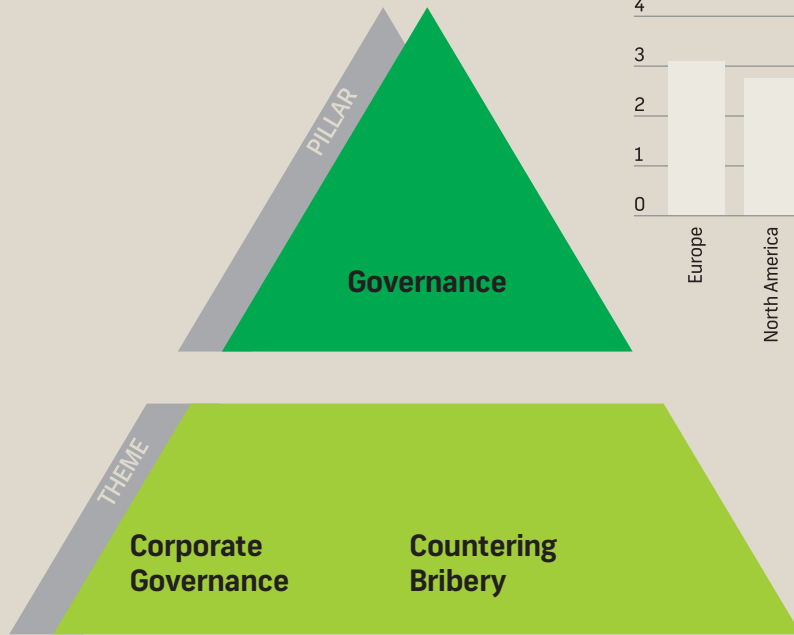 PILLAR
Governance
THEME
Corporate
Governance
Countering
Bribery
4
3
2
1
0
Europe
North America